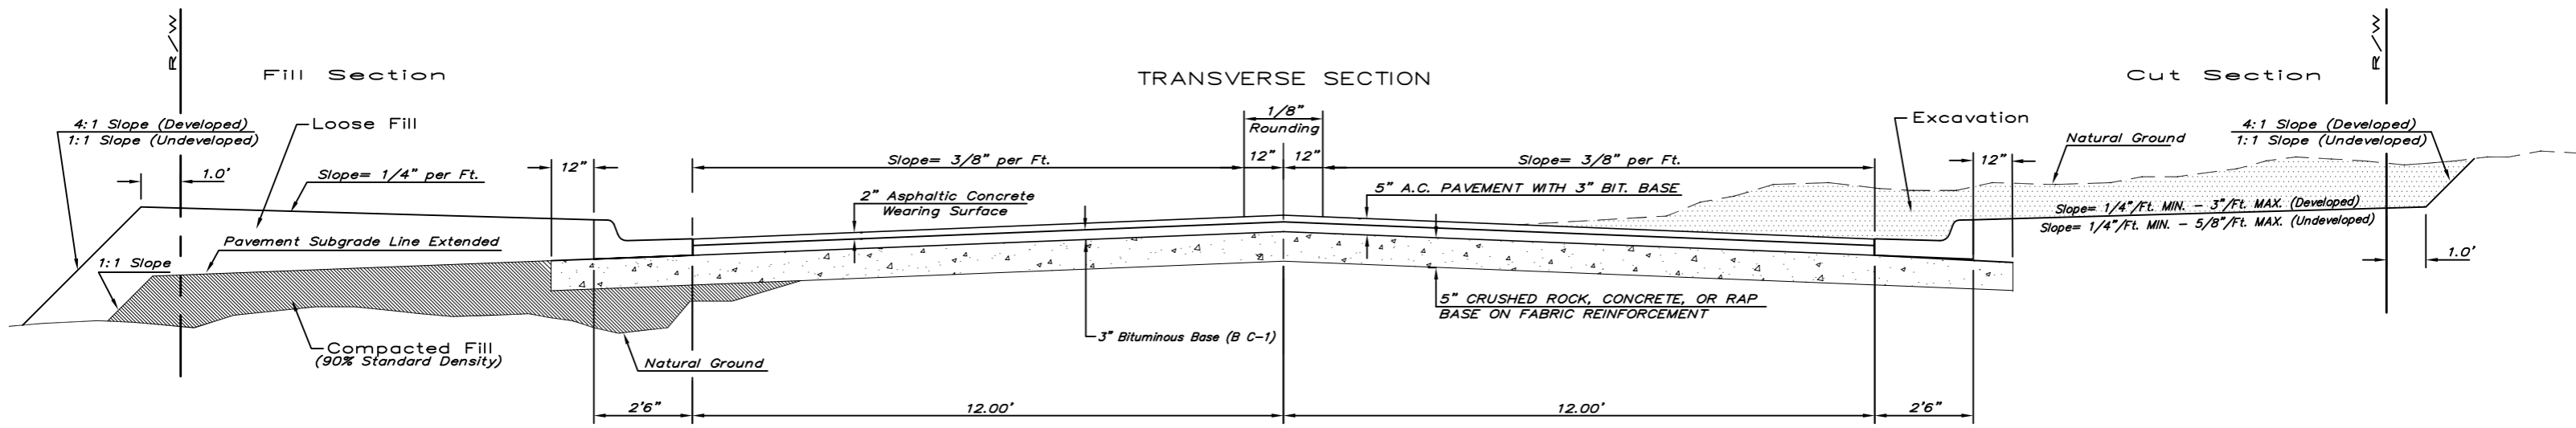 R/W
R/W
Fill Section
TRANSVERSE SECTION
Cut Section
1/8"
Rounding
4:1 Slope (Developed)
1:1 Slope (Undeveloped)
Loose Fill
Excavation
Natural Ground
4:1 Slope (Developed)
1:1 Slope (Undeveloped)
12"
Slope= 3/8" per Ft.
12"
12"
Slope= 3/8" per Ft.
12"
1.0'
Slope= 1/4" per Ft.
2" Asphaltic Concrete
Wearing Surface
5" A.C. PAVEMENT WITH 3" BIT. BASE
Slope= 1/4"/Ft. MIN. - 3"/Ft. MAX. (Developed)
Slope= 1/4"/Ft. MIN. - 5/8"/Ft. MAX. (Undeveloped)
Pavement Subgrade Line Extended
1:1 Slope
1.0'
5" CRUSHED ROCK, CONCRETE, OR RAP
BASE ON FABRIC REINFORCEMENT
3" Bituminous Base (B C-1)
Compacted Fill
(90% Standard Density)
Natural Ground
2'6"
12.00'
12.00'
2'6"